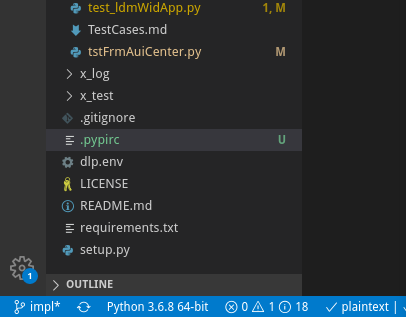 test_ldmWidApp.py 1, M
TestCases.md
tstFrmAuiCenter.py M
x_log
x_test
.gitignore
.pypirc U
dlp.env
LICENSE
README.md
requirements.txt
setup.py
1
OUTLINE
impl* Python 3.6.8 64-bit 0 1 18 plaintext |